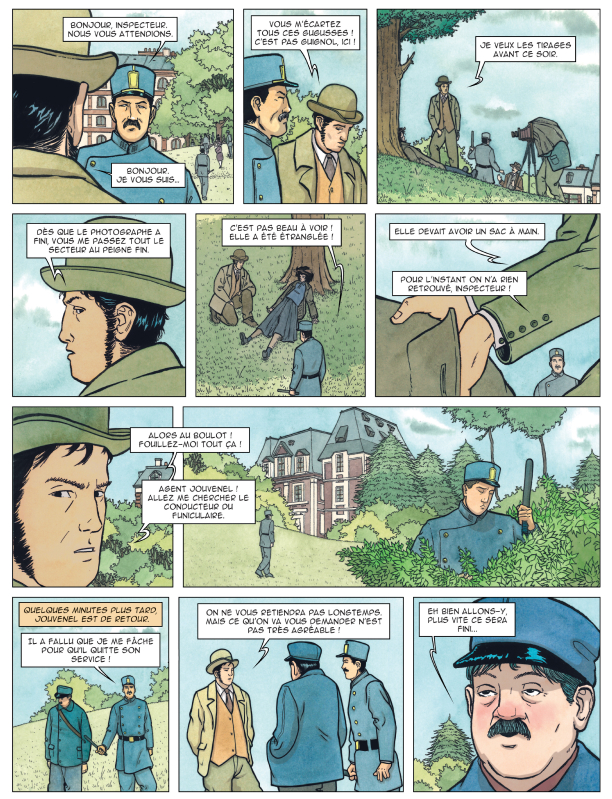 BONJOUR, INSPECTEUR.
NOUS VOUS ATTENDIONS.
BONJOUR.
JE VOUS SUIS...
VOUS M'ÉCARTEZ
TOUS CES GUGUSSES !
C'EST PAS GUIGNOL, ICI !
JE VEUX LES TIRAGES
AVANT CE SOIR.
DÈS QUE LE PHOTOGRAPHE A
FINI, VOUS ME PASSEZ TOUT LE
SECTEUR AU PEIGNE FIN.
C'EST PAS BEAU À VOIR !
ELLE A ÉTÉ ÉTRANGLÉE !
ELLE DEVAIT AVOIR UN SAC À MAIN.
POUR L'INSTANT ON N'A RIEN
RETROUVÉ, INSPECTEUR !
ALORS AU BOULOT !
FOUILLEZ-MOI TOUT ÇA !
AGENT JOUVENEL !
ALLEZ ME CHERCHER LE
CONDUCTEUR DU
FUNICULAIRE.
QUELQUES MINUTES PLUS TARD,
JOUVENEL EST DE RETOUR.
IL A FALLU QUE JE ME FÂCHE
POUR QU'IL QUITTE SON
SERVICE !
ON NE VOUS RETIENDRA PAS LONGTEMPS.
MAIS CE QU'ON VA VOUS DEMANDER N'EST
PAS TRÈS AGRÉABLE !
EH BIEN ALLONS-Y,
PLUS VITE CE SERA
FINI...